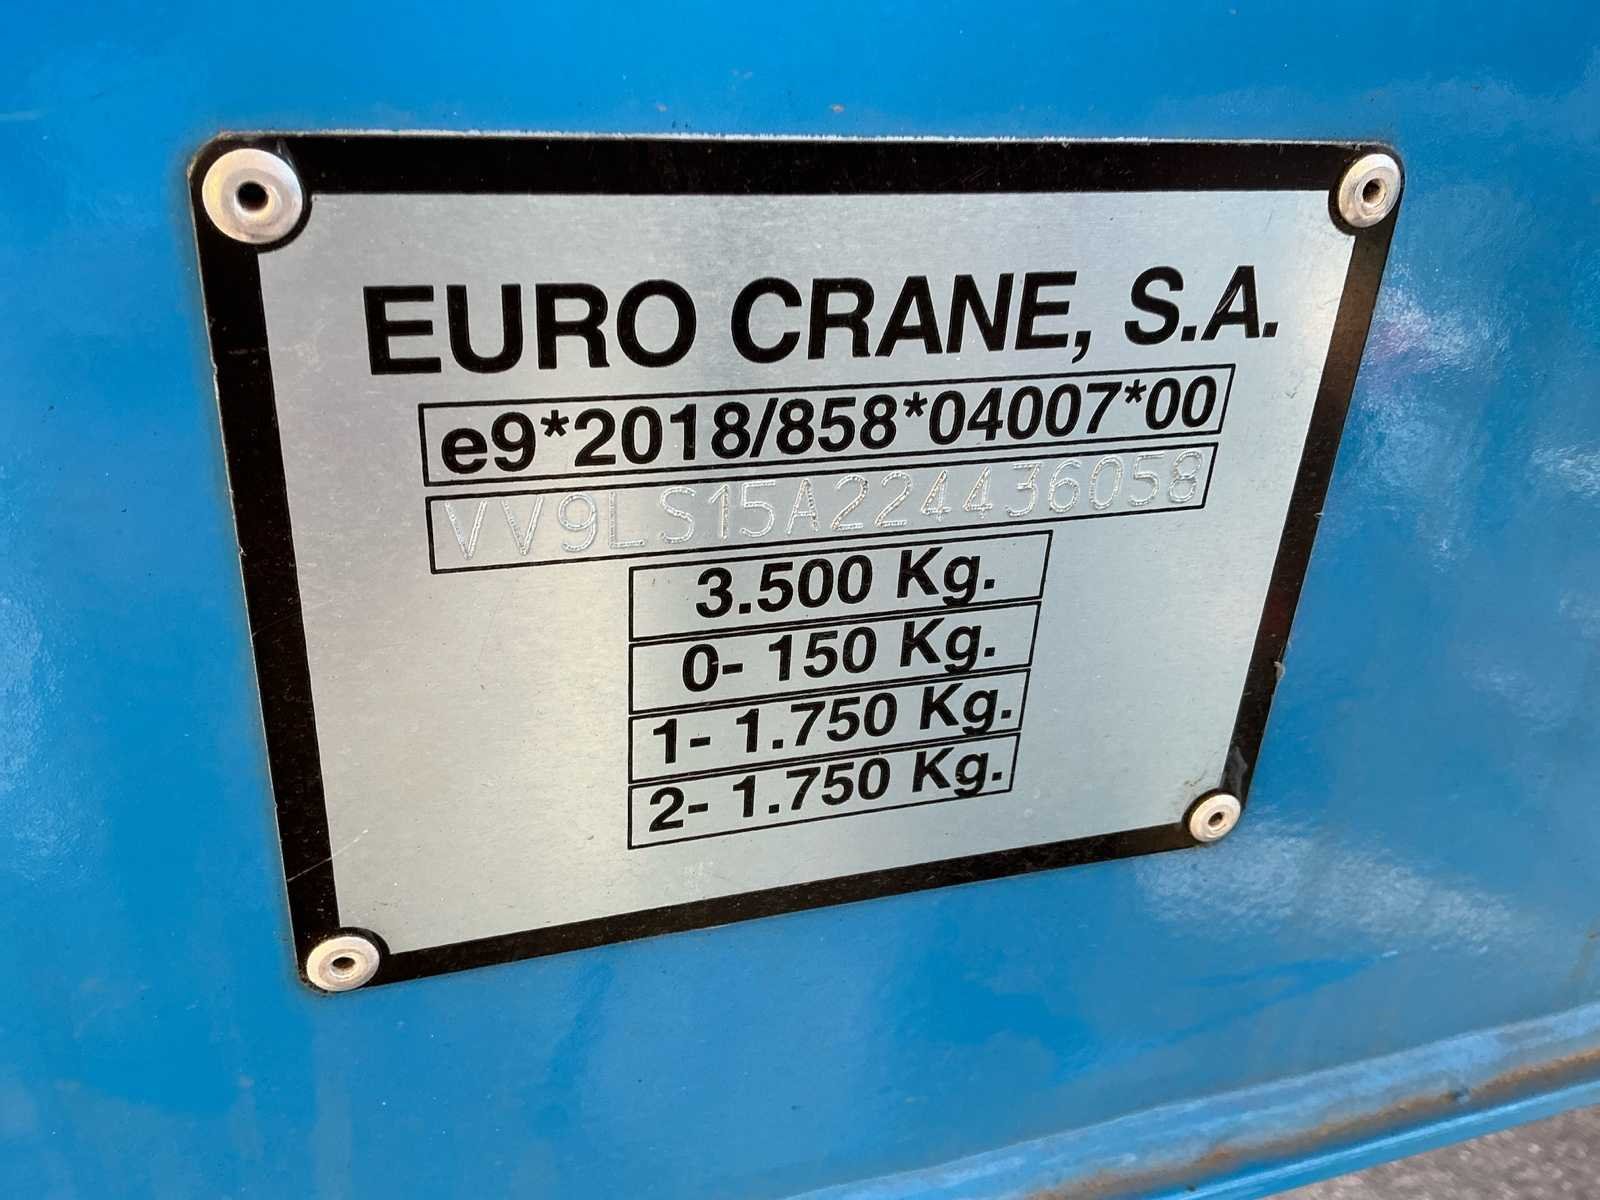 EURO CRANE, S.A.
e9*2018/858*04007*00
VV9LS15A224436058
3.500 Kg.
0- 150 Kg.
1- 1.750 Kg.
2- 1.750 Kg.